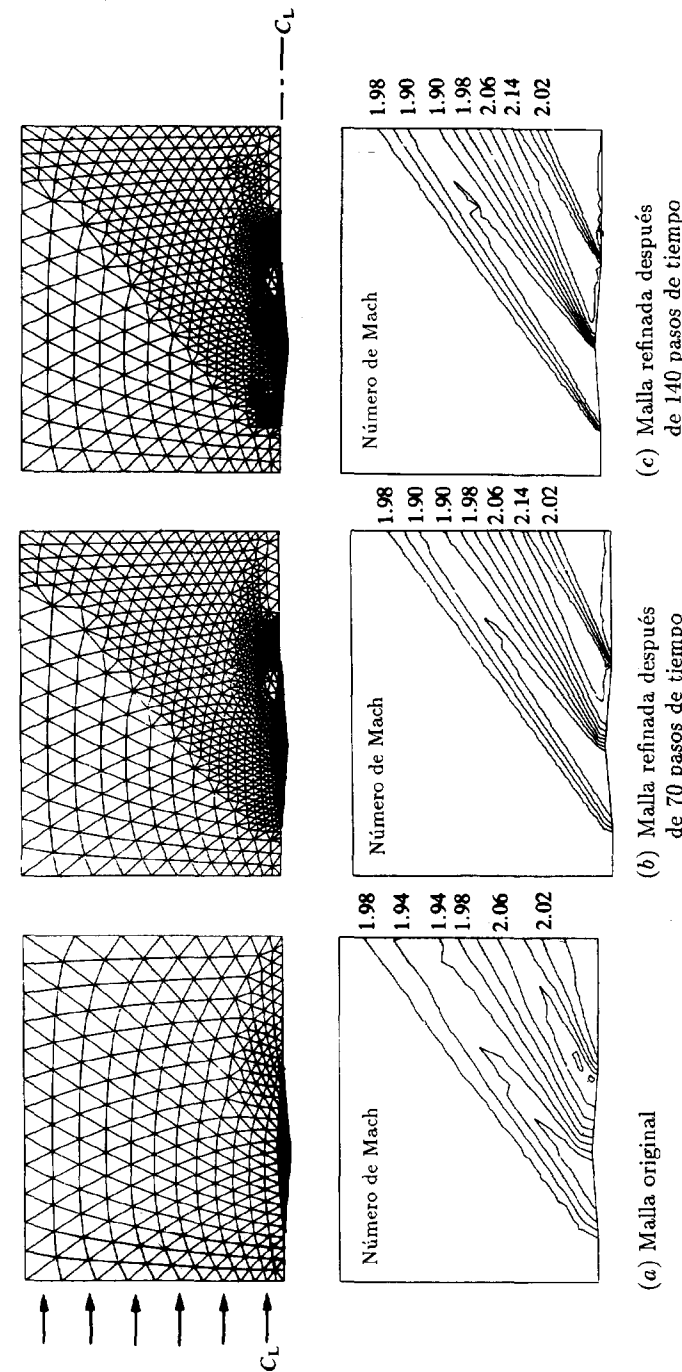 C_L
C_L
Número de Mach
1.98
1.94
1.94
1.98
2.06
2.02
(a) Malla original
Número de Mach
1.98
1.90
1.90
1.98
2.06
2.14
2.02
(b) Malla refinada después
de 70 pasos de tiempo
Número de Mach
1.98
1.90
1.90
1.98
2.06
2.14
2.02
(c) Malla refinada después
de 140 pasos de tiempo